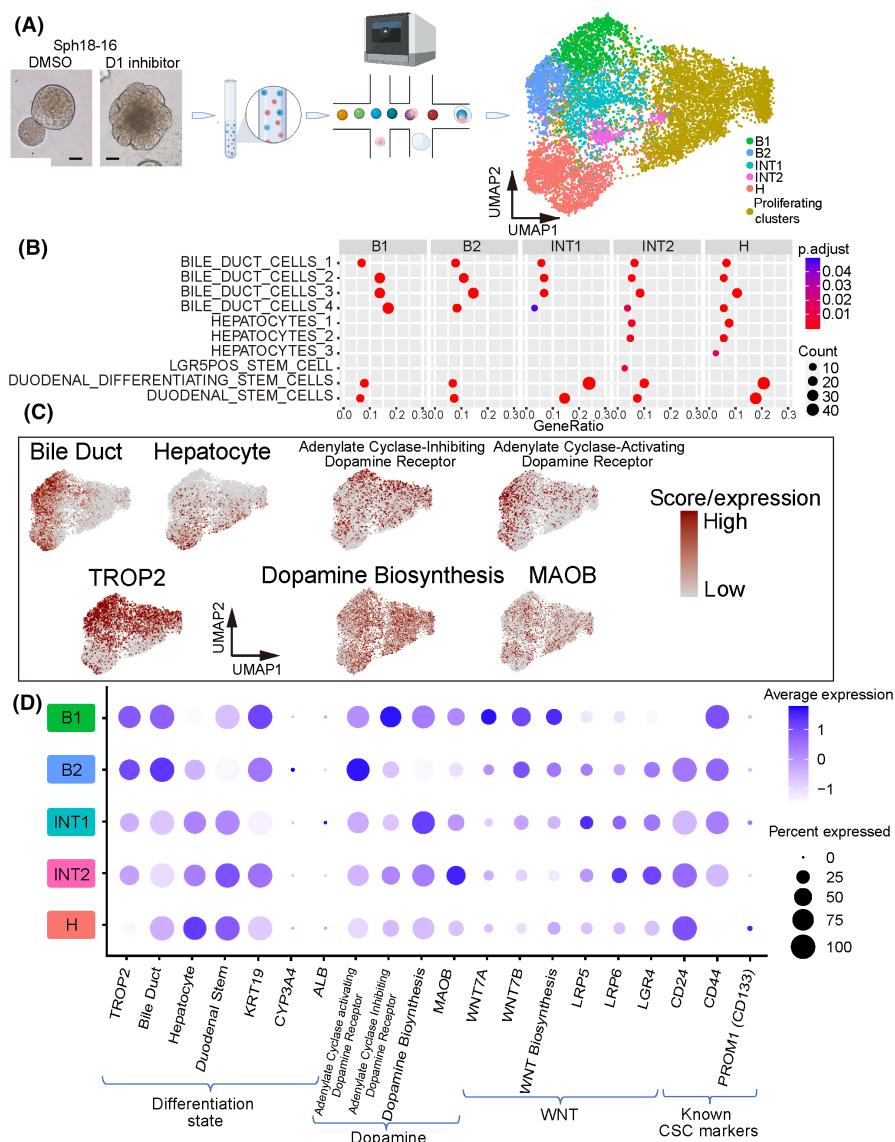 (A)
Sph18-16
DMSO
D1 inhibitor
UMAP2
UMAP1
B1
B2
INT1
INT2
H
Proliferating
clusters
(B)
B1
B2
INT1
INT2
H
BILE_DUCT_CELLS_1
BILE_DUCT_CELLS_2
BILE_DUCT_CELLS_3
BILE_DUCT_CELLS_4
HEPATOCYTES_1
HEPATOCYTES_2
HEPATOCYTES_3
LGR5POS_STEM_CELL
DUODENAL_DIFFERENTIATING_STEM_CELLS
DUODENAL_STEM_CELLS
0.0 0.1 0.2 0.3 0.0 0.1 0.2 0.3 0.0 0.1 0.2 0.3 0.0 0.1 0.2 0.3 0.0 0.1 0.2 0.3
GeneRatio
p.adjust
0.04
0.03
0.02
0.01
Count
10
20
30
40
(C)
Bile Duct
Hepatocyte
Adenylate Cyclase-Inhibiting
Dopamine Receptor
Adenylate Cyclase-Activating
Dopamine Receptor
Score/expression
High
Low
TROP2
Dopamine Biosynthesis
MAOB
UMAP2
UMAP1
(D)
B1
B2
INT1
INT2
H
TROP2
Bile Duct
Hepatocyte
Duodenal Stem
KRT19
CYP3A4
ALB
Adenylate Cyclase activating
Dopamine Receptor
Adenylate Cyclase Inhibiting
Dopamine Receptor
Dopamine Biosynthesis
MAOB
WNT7A
WNT7B
WNT Biosynthesis
LRP5
LRP6
LGR4
CD24
CD44
PROM1 (CD133)
Differentiation
state
Dopamine
WNT
Known
CSC markers
Average expression
1
0
−1
Percent expressed
0
25
50
75
100